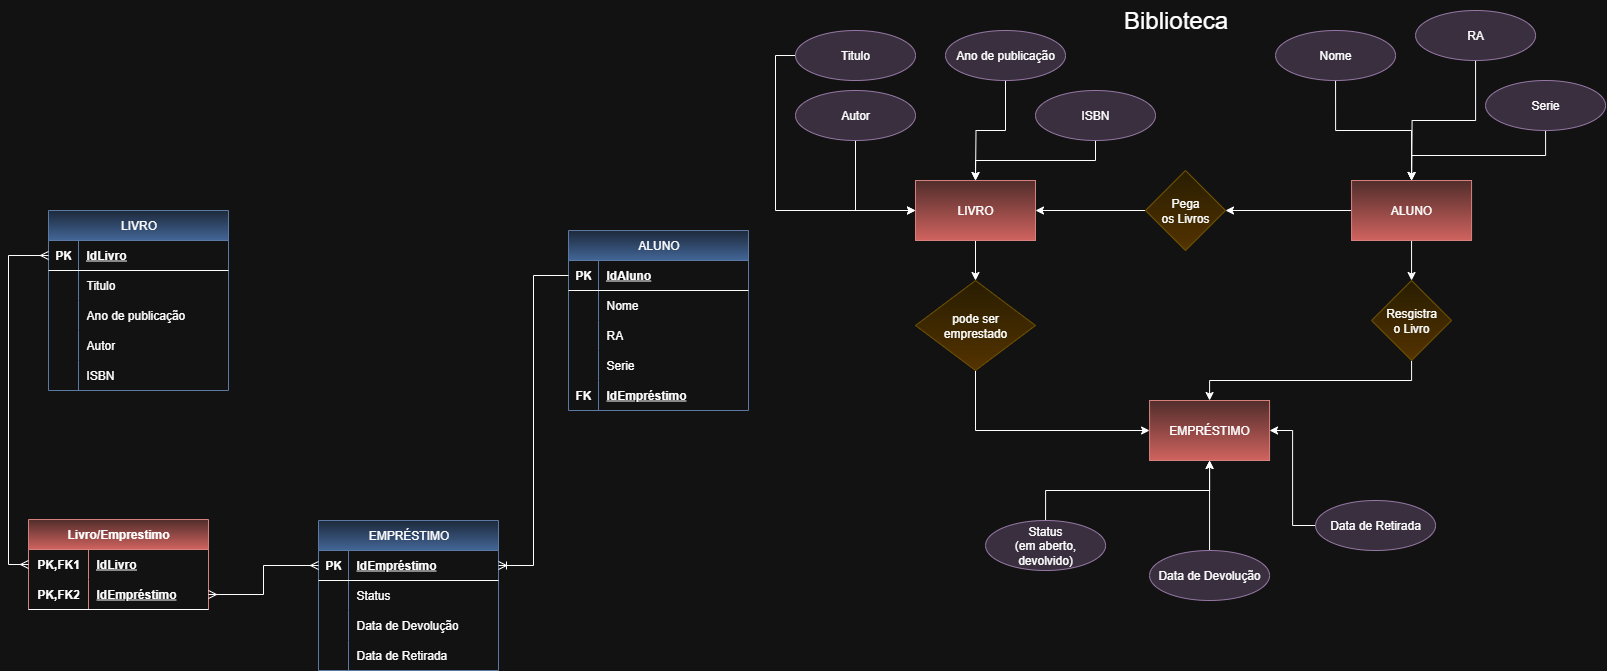 Biblioteca
Titulo
Ano de publicação
Nome
RA
Autor
ISBN
Serie
LIVRO
Pega
os Livros
ALUNO
pode ser
emprestado
Resgistra
o Livro
EMPRÉSTIMO
Status
(em aberto,
devolvido)
Data de Devolução
Data de Retirada
LIVRO
PK IdLivro
Titulo
Ano de publicação
Autor
ISBN
ALUNO
PK IdAluno
Nome
RA
Serie
FK IdEmpréstimo
Livro/Emprestimo
PK,FK1 IdLivro
PK,FK2 IdEmpréstimo
EMPRÉSTIMO
PK IdEmpréstimo
Status
Data de Devolução
Data de Retirada